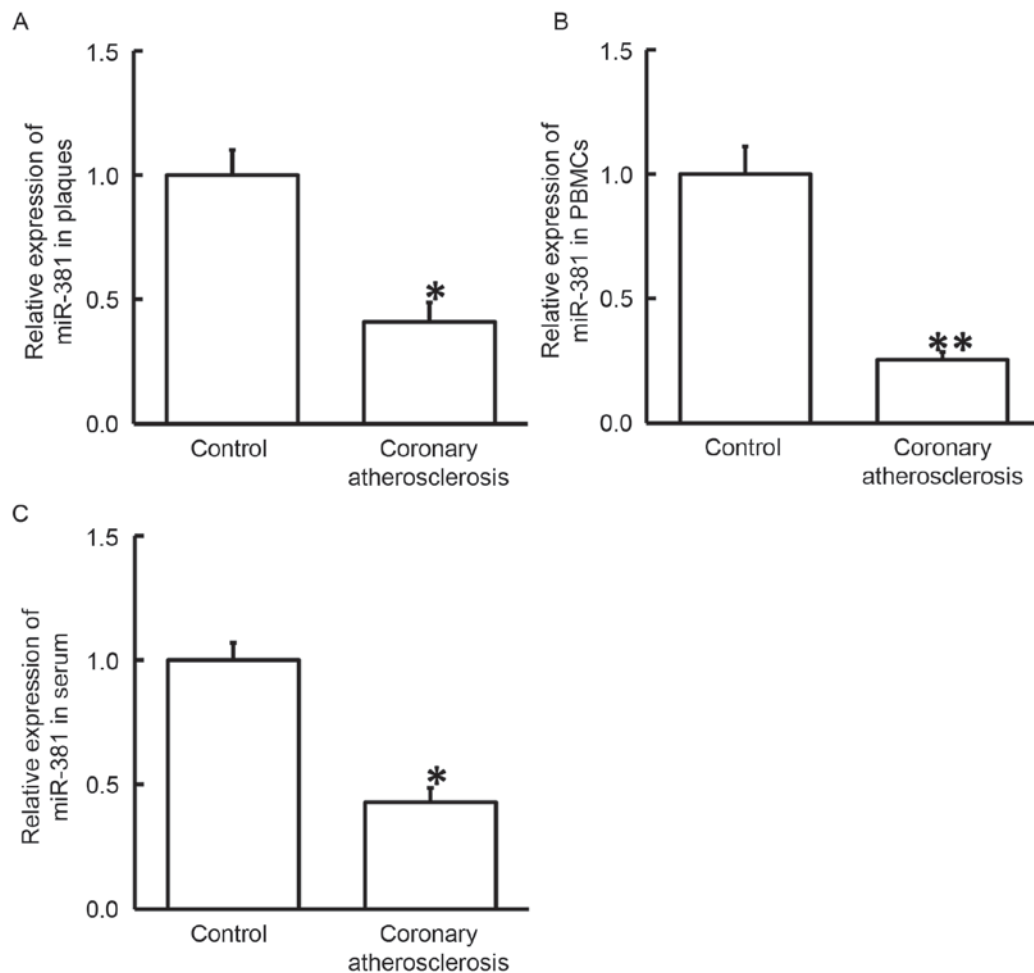 A
Relative expression of
miR-381 in plaques
1.5
1.0
0.5
0.0
*
Control
Coronary
atherosclerosis
B
Relative expression of
miR-381 in PBMCs
1.5
1.0
0.5
0.0
**
Control
Coronary
atherosclerosis
C
Relative expression of
miR-381 in serum
1.5
1.0
0.5
0.0
*
Control
Coronary
atherosclerosis